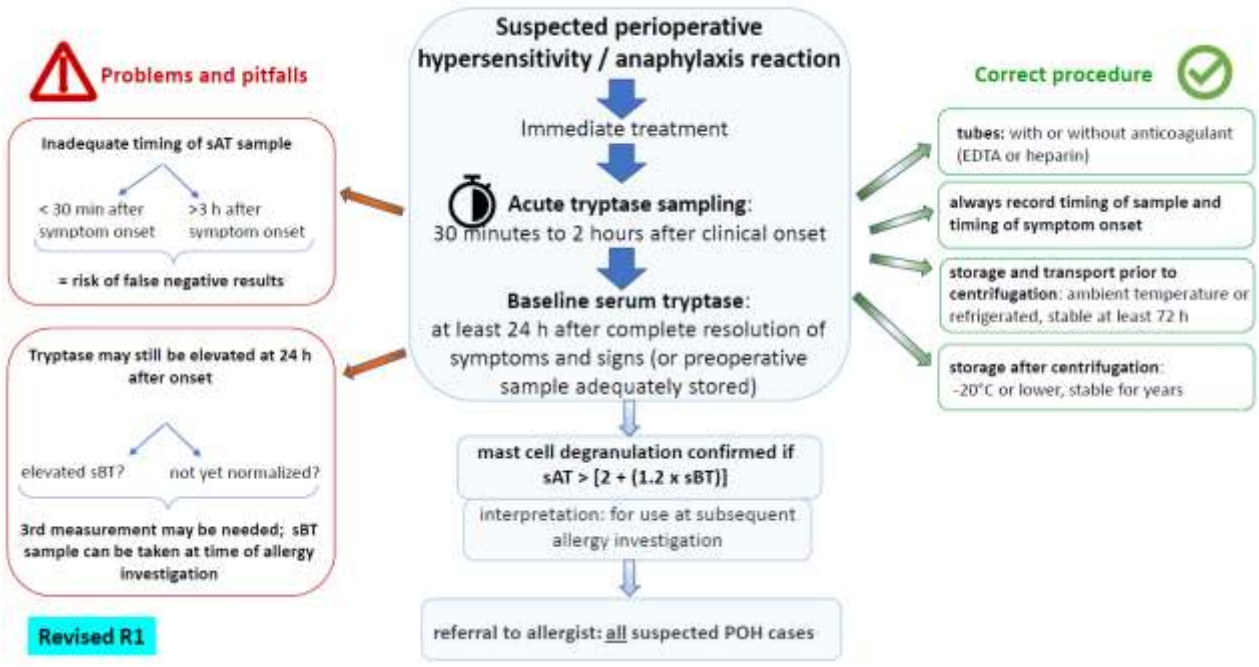 Suspected perioperative
hypersensitivity / anaphylaxis reaction
Immediate treatment
Acute tryptase sampling:
30 minutes to 2 hours after clinical onset
Baseline serum tryptase:
at least 24 h after complete resolution of
symptoms and signs (or preoperative
sample adequately stored)
mast cell degranulation confirmed if
sAT > [2 + (1.2 x sBT)]
interpretation: for use at subsequent
allergy investigation
referral to allergist: all suspected POH cases
Problems and pitfalls
Inadequate timing of sAT sample
< 30 min after
symptom onset
>3 h after
symptom onset
= risk of false negative results
Tryptase may still be elevated at 24 h
after onset
elevated sBT?
not yet normalized?
3rd measurement may be needed; sBT
sample can be taken at time of allergy
investigation
Revised R1
Correct procedure
tubes: with or without anticoagulant
(EDTA or heparin)
always record timing of sample and
timing of symptom onset
storage and transport prior to
centrifugation: ambient temperature or
refrigerated, stable at least 72 h
storage after centrifugation:
-20°C or lower, stable for years